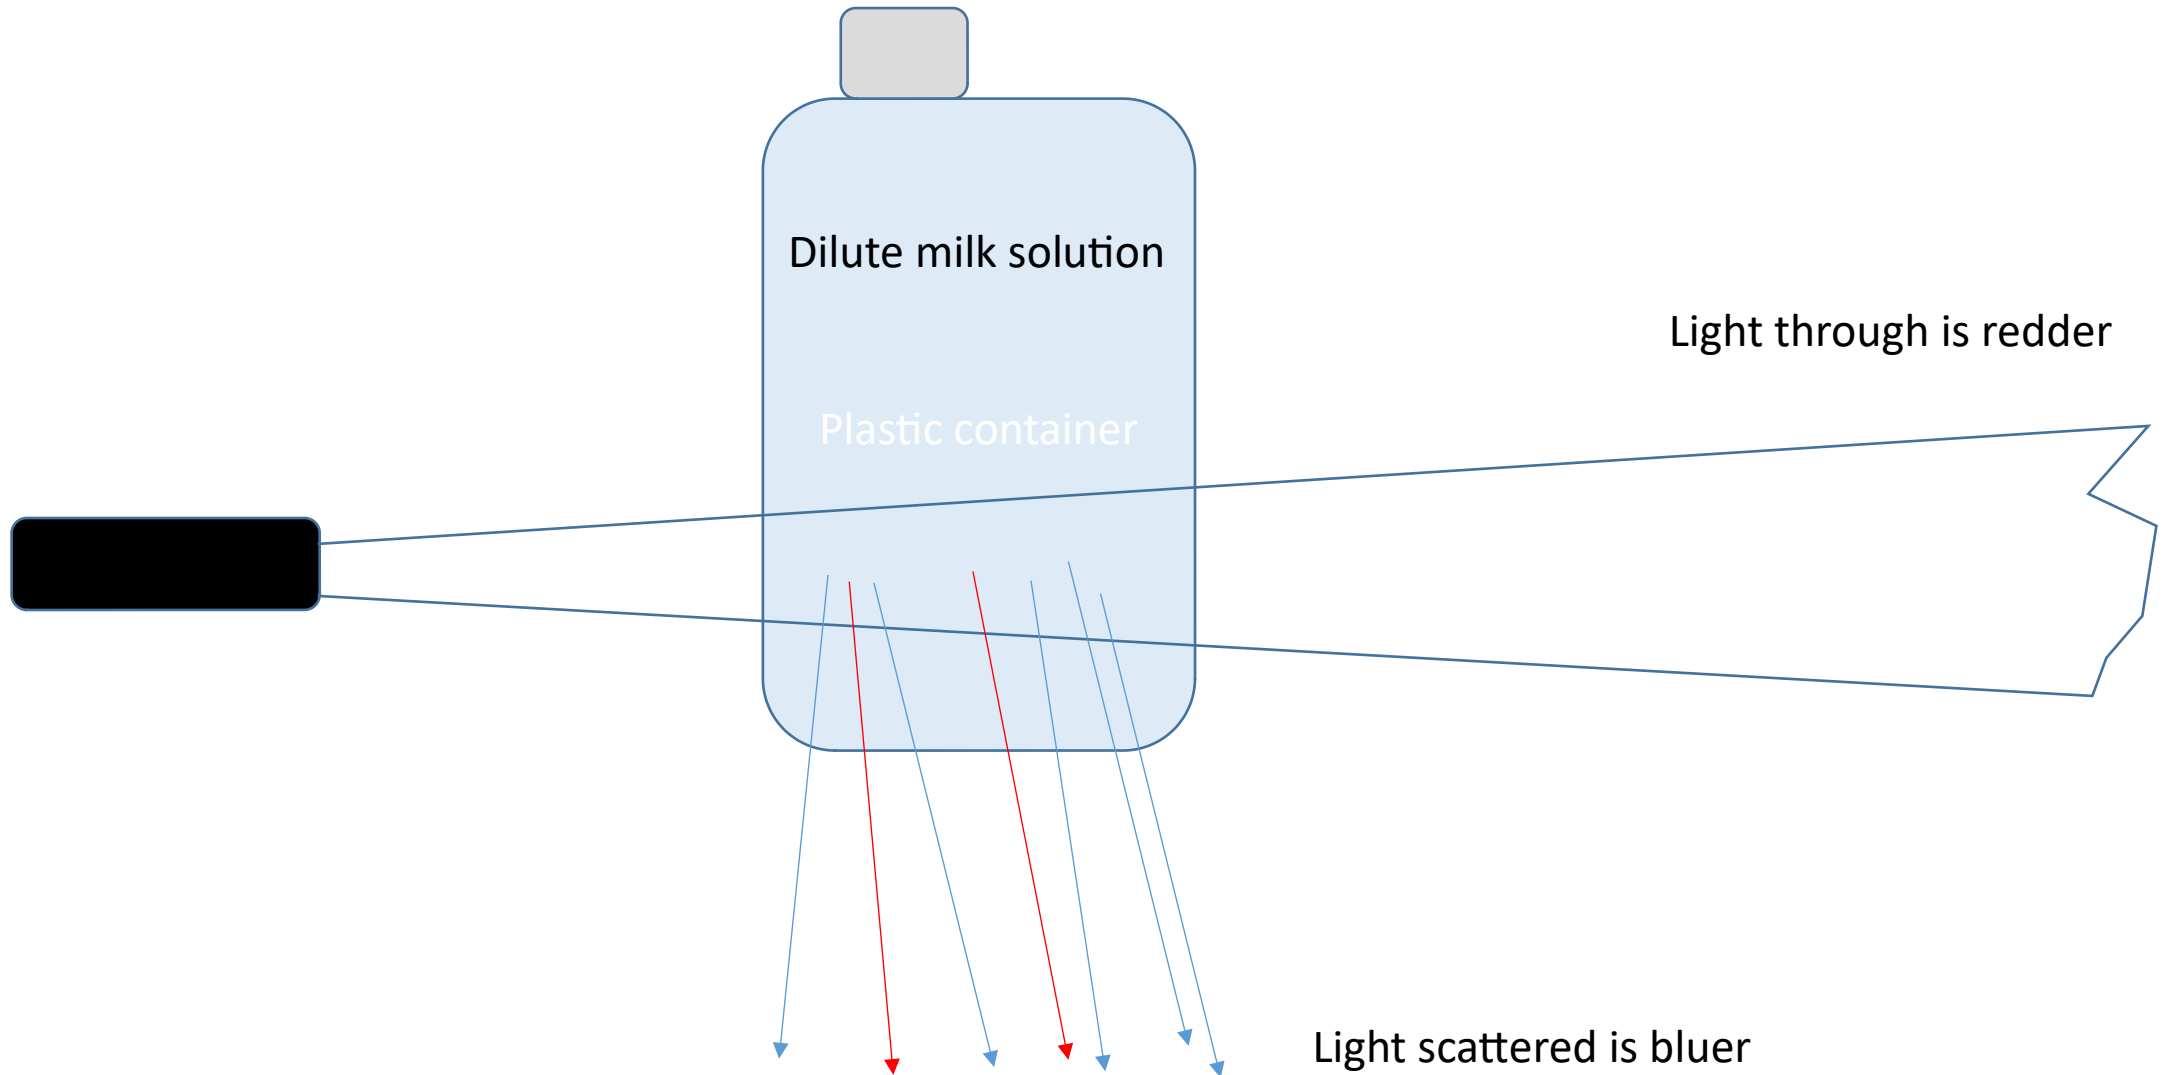 Dilute milk solution
Light through is redder
Plastic container
Light scattered is bluer